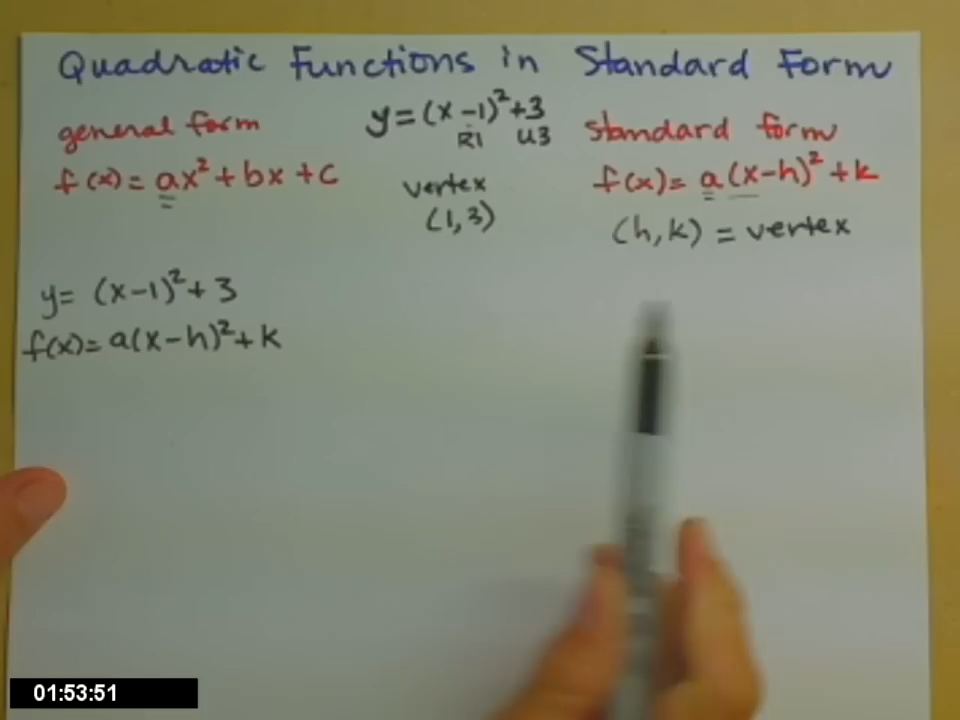 Quadratic Functions in Standard Form
general form
f(x) = ax² + bx + c
y = (x - 1)² + 3
R1 U3
vertex
(1, 3)
standard form
f(x) = a(x-h)² + k
(h, k) = vertex
y = (x-1)² + 3
f(x) = a(x-h)² + k
01:53:51